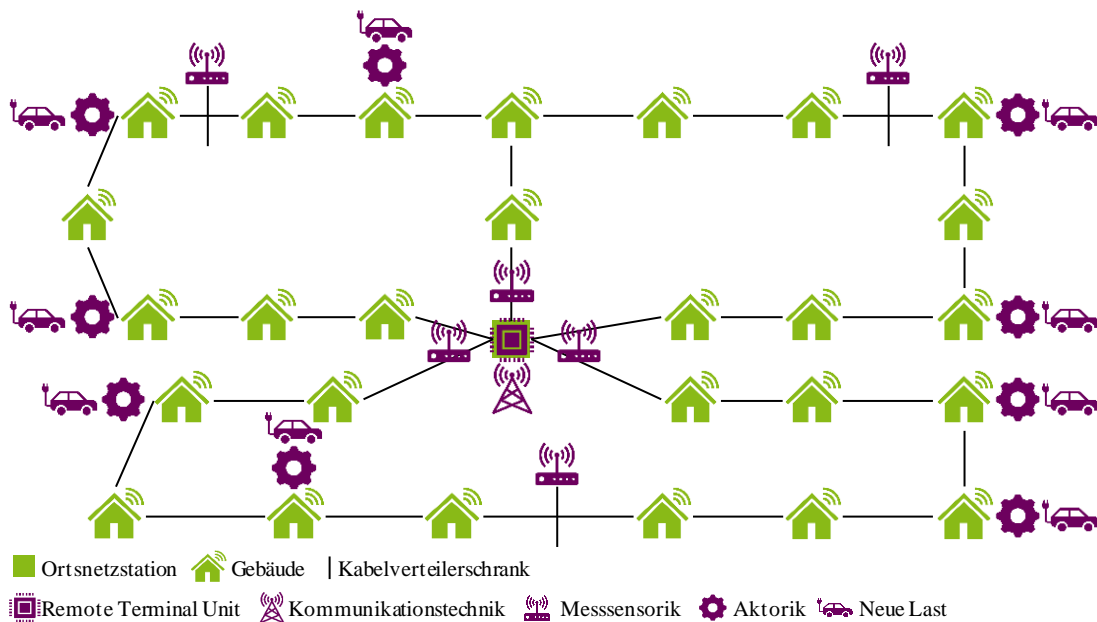 Ortsnetzstation Gebäude Kabelverteilerschrank
Remote Terminal Unit Kommunikationstechnik Messsensorik Aktorik Neue Last